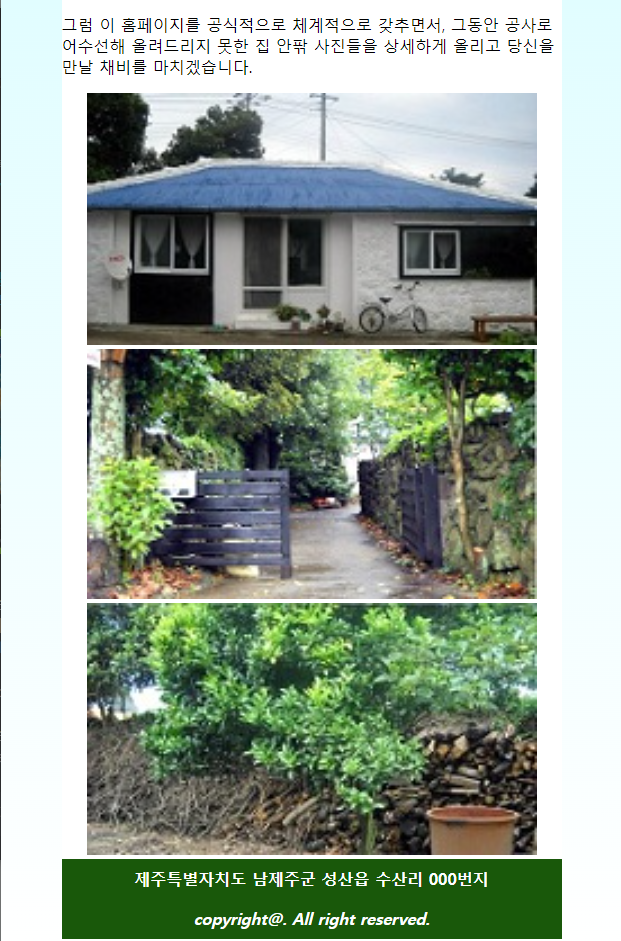 그럼 이 홈페이지를 공식적으로 체계적으로 갖추면서, 그동안 공사로
어수선해 올려드리지 못한 집 안팎 사진들을 상세하게 올리고 당신을
만날 채비를 마치겠습니다.
제주특별자치도 남제주군 성산읍 수산리 000번지
copyright@. All right reserved.